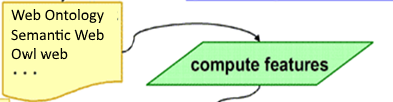 Web Ontology
Semantic Web
Owl web
...
compute features